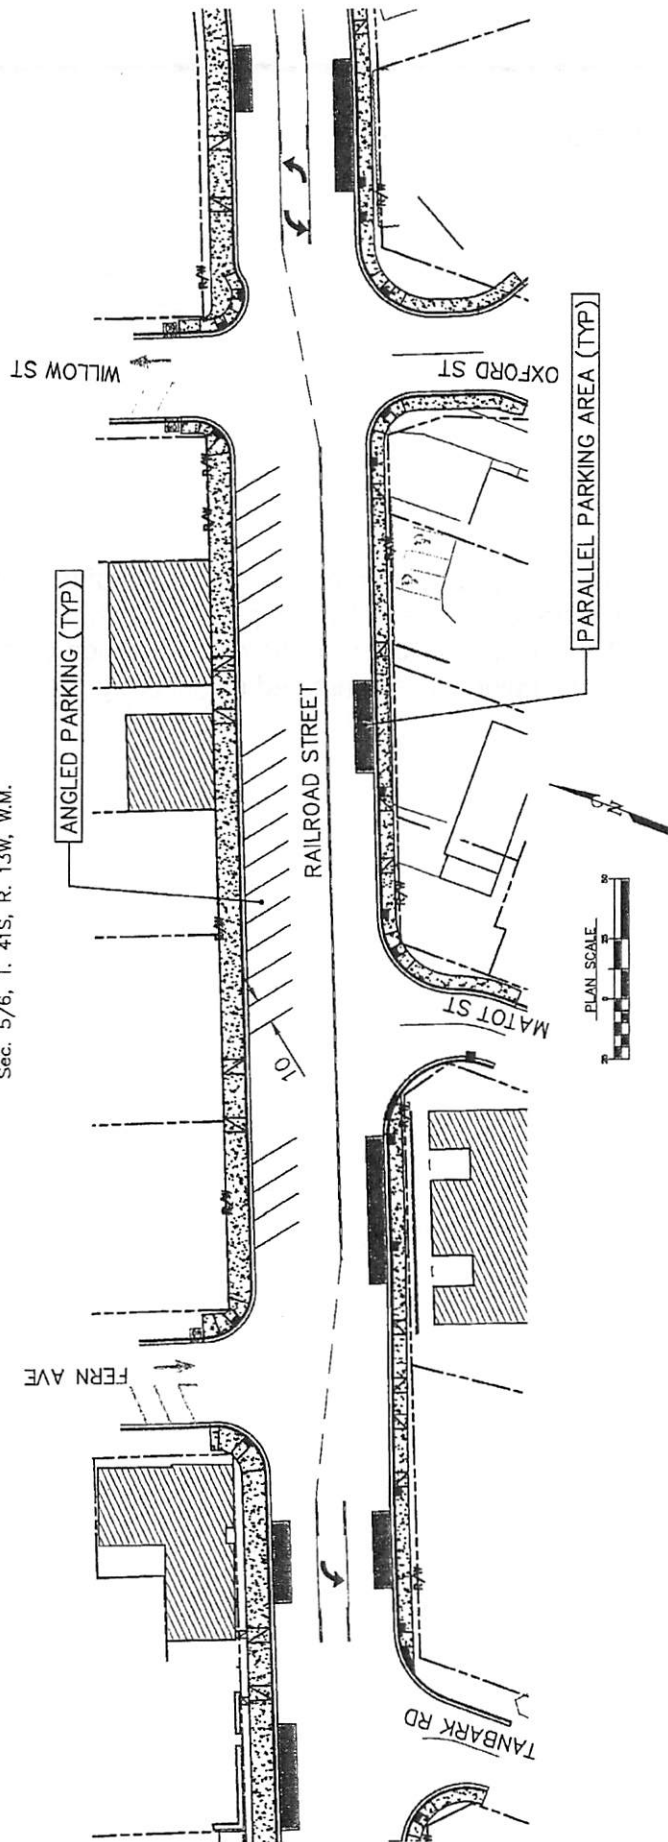 Sec. 5/6, T. 41S, R. 13W, W.M.
FERN AVE
WILLOW ST
ANGLED PARKING (TYP)
R/W
R/W
R/W
R/W
R/W
10
RAILROAD STREET
R/W
R/W
R/W
R/W
TANBARK RD
MATOT ST
OXFORD ST
PARALLEL PARKING AREA (TYP)
PLAN SCALE
N